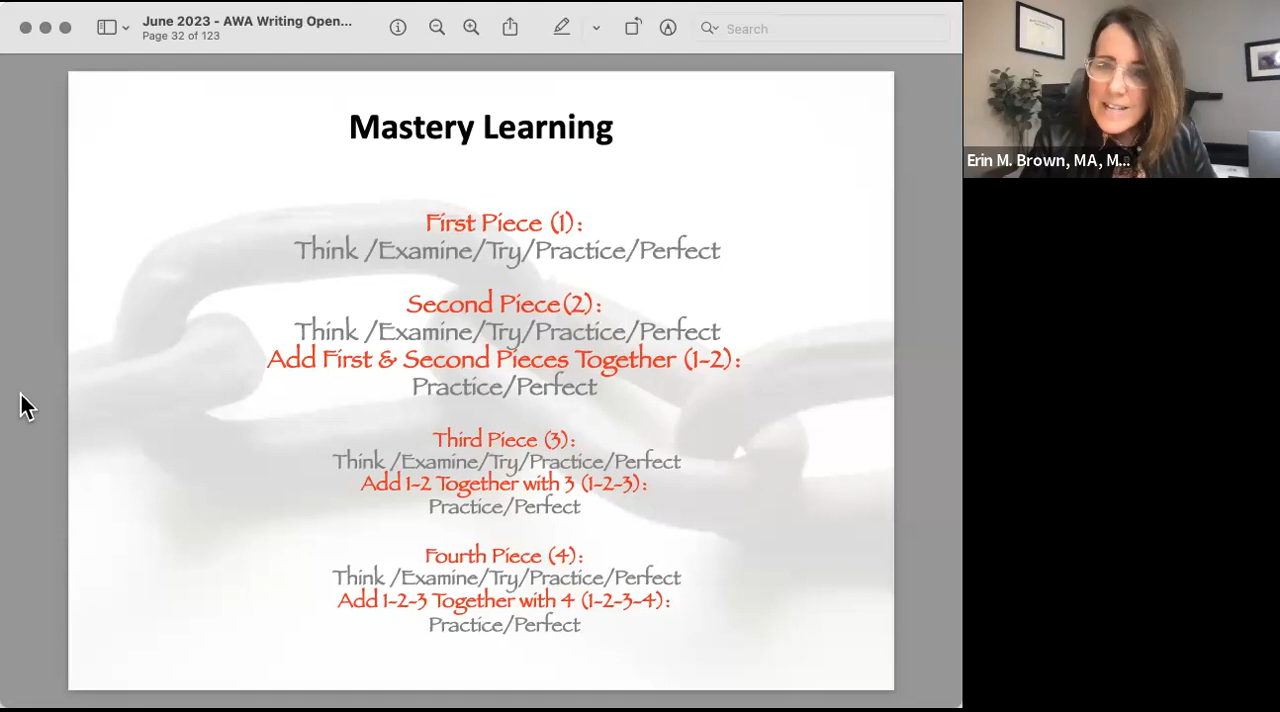 June 2023 - AWA Writing Open...
Page 32 of 123
Search
Mastery Learning
First Piece (1):
Think /Examine/Try/Practice/Perfect
Second Piece(2):
Think /Examine/Try/Practice/Perfect
Add First & Second Pieces Together (1-2):
Practice/Perfect
Third Piece (3):
Think /Examine/Try/Practice/Perfect
Add 1-2 Together with 3 (1-2-3):
Practice/Perfect
Fourth Piece (4):
Think /Examine/Try/Practice/Perfect
Add 1-2-3 Together with 4 (1-2-3-4):
Practice/Perfect
Erin M. Brown, MA, M...